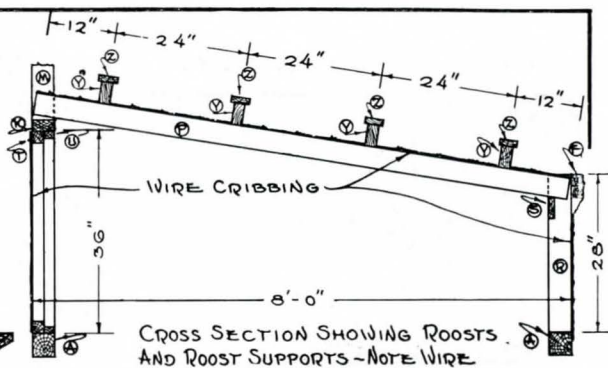 12" 24" 24" 24" 12"
M Z Z Z Z
Y Y Y Y
K P F
T U
WIRE CRIBBING
S
36" R 28"
8'-0"
A A
CROSS SECTION SHOWING ROOSTS
AND ROOST SUPPORTS ~ NOTE WIRE